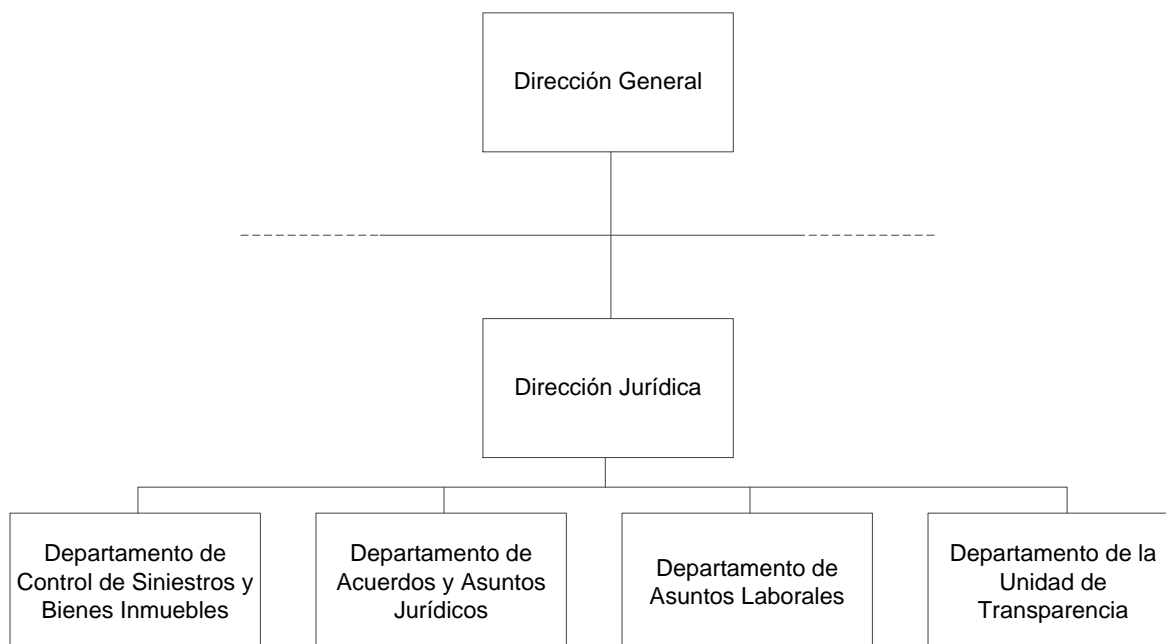 Dirección General
Dirección Jurídica
Departamento de
Control de Siniestros y
Bienes Inmuebles
Departamento de
Acuerdos y Asuntos
Jurídicos
Departamento de
Asuntos Laborales
Departamento de la
Unidad de
Transparencia